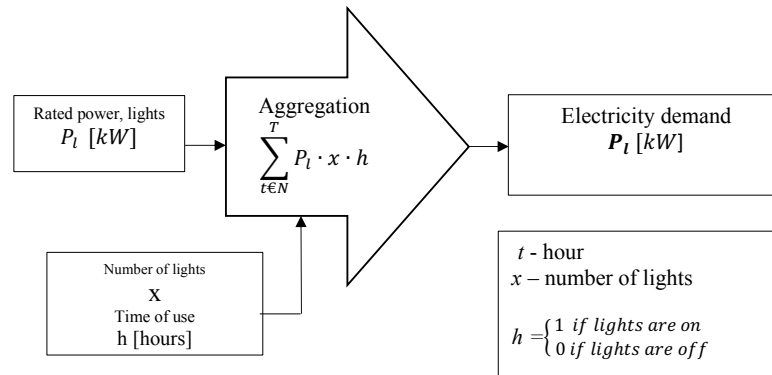 Rated power, lights
P_l [kW]
Aggregation
T
∑ P_l · x · h
t€N
Electricity demand
P_l [kW]
Number of lights
x
Time of use
h [hours]
t - hour
x – number of lights
h = { 1 if lights are on
0 if lights are off